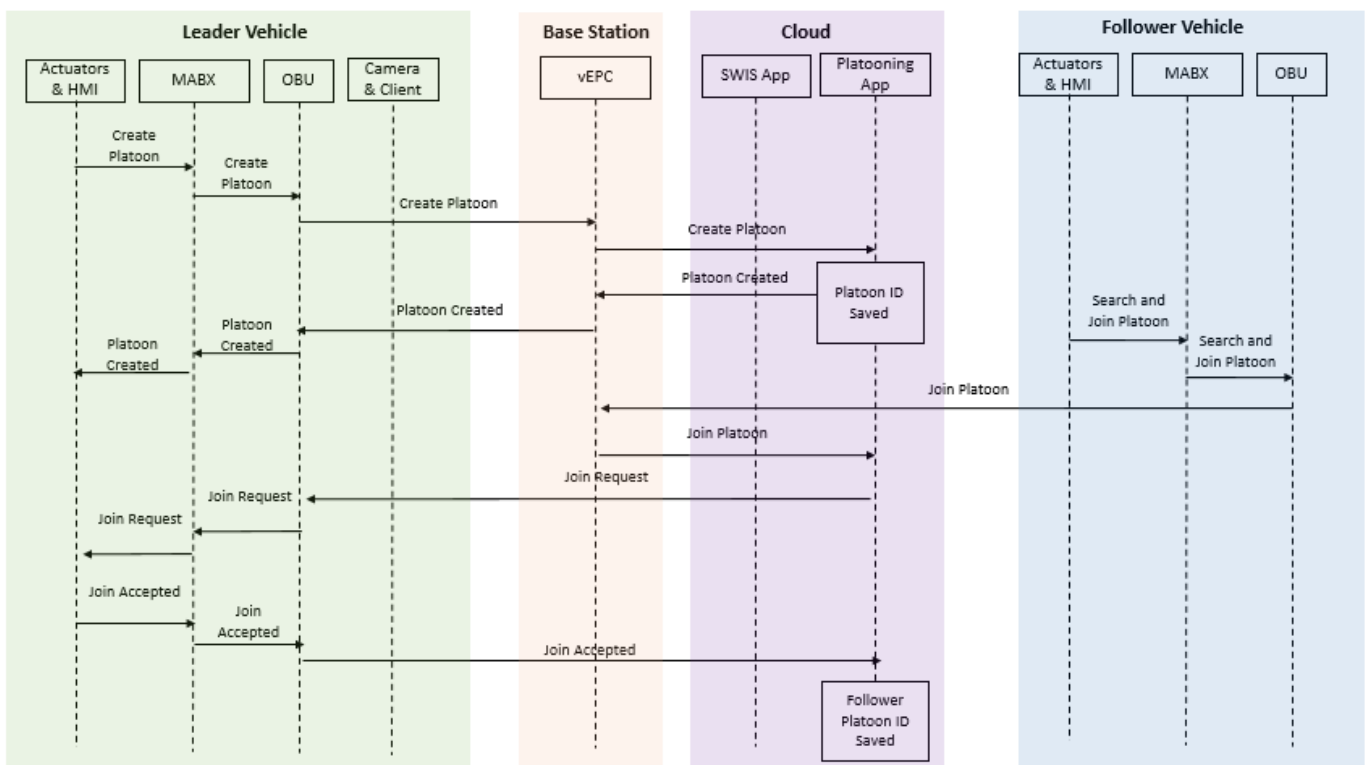 Leader Vehicle
Base Station
Cloud
Follower Vehicle
Actuators
& HMI
MABX
OBU
Camera
& Client
vEPC
SWIS App
Platooning
App
Actuators
& HMI
MABX
OBU
Create
Platoon
Create
Platoon
Create Platoon
Create Platoon
Platoon Created
Platoon ID
Saved
Platoon Created
Platoon
Created
Platoon
Created
Search and
Join Platoon
Search and
Join Platoon
Join Platoon
Join Platoon
Join Request
Join Request
Join Request
Join Accepted
Join
Accepted
Join Accepted
Follower
Platoon ID
Saved